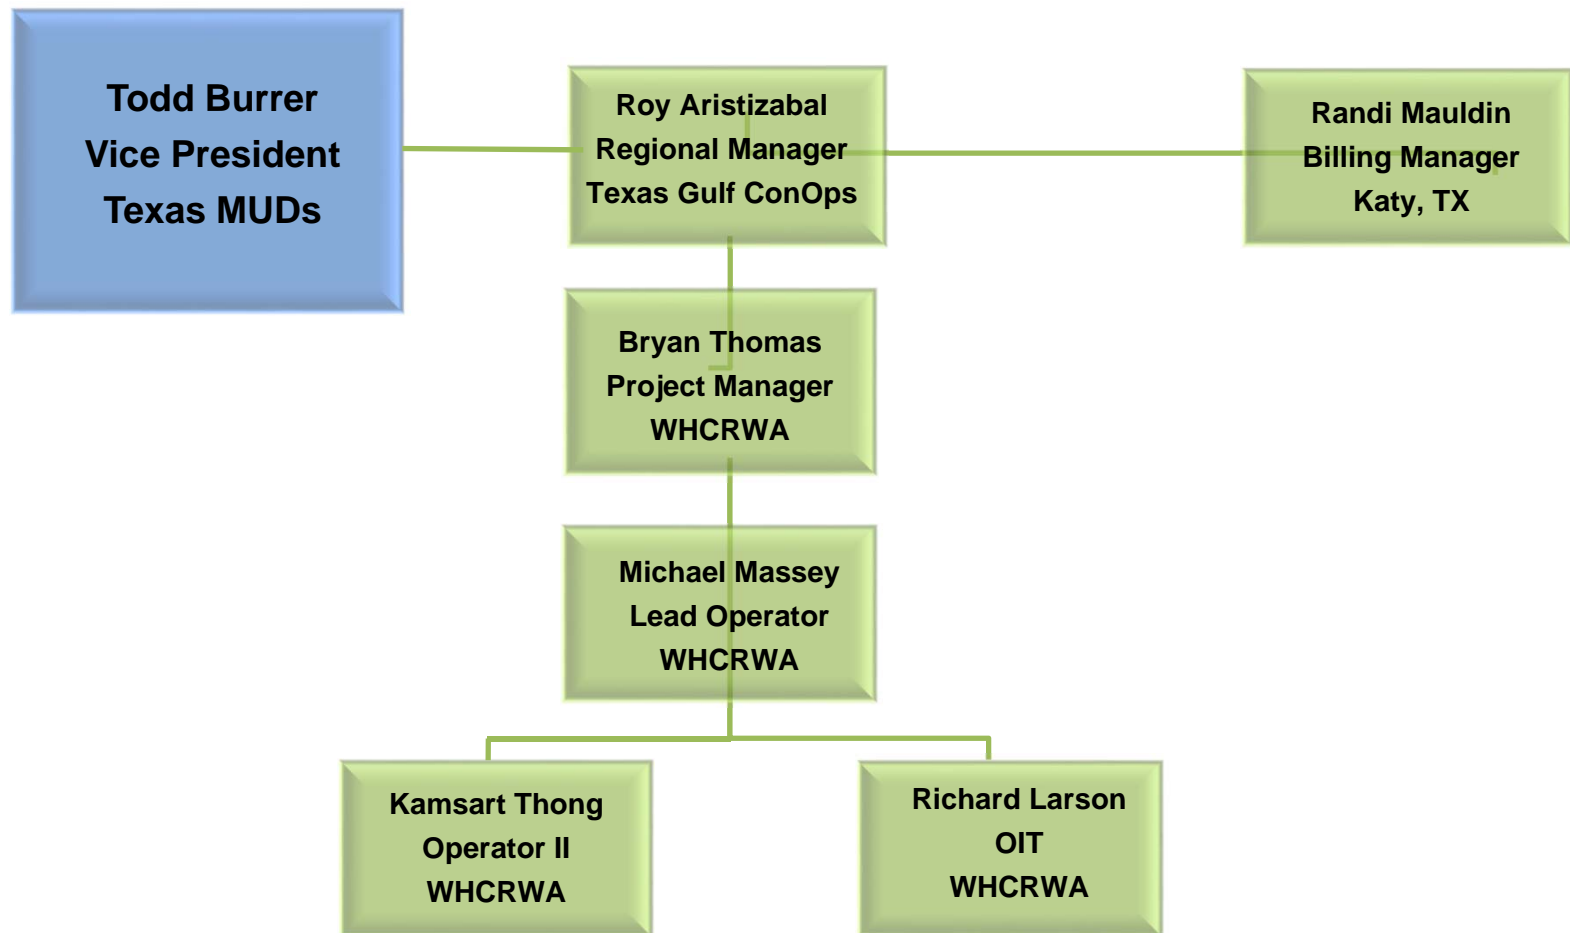 Todd Burrer
Vice President
Texas MUDs
Roy Aristizabal
Regional Manager
Texas Gulf ConOps
Randi Mauldin
Billing Manager
Katy, TX
Bryan Thomas
Project Manager
WHCRWA
Michael Massey
Lead Operator
WHCRWA
Kamsart Thong
Operator II
WHCRWA
Richard Larson
OIT
WHCRWA